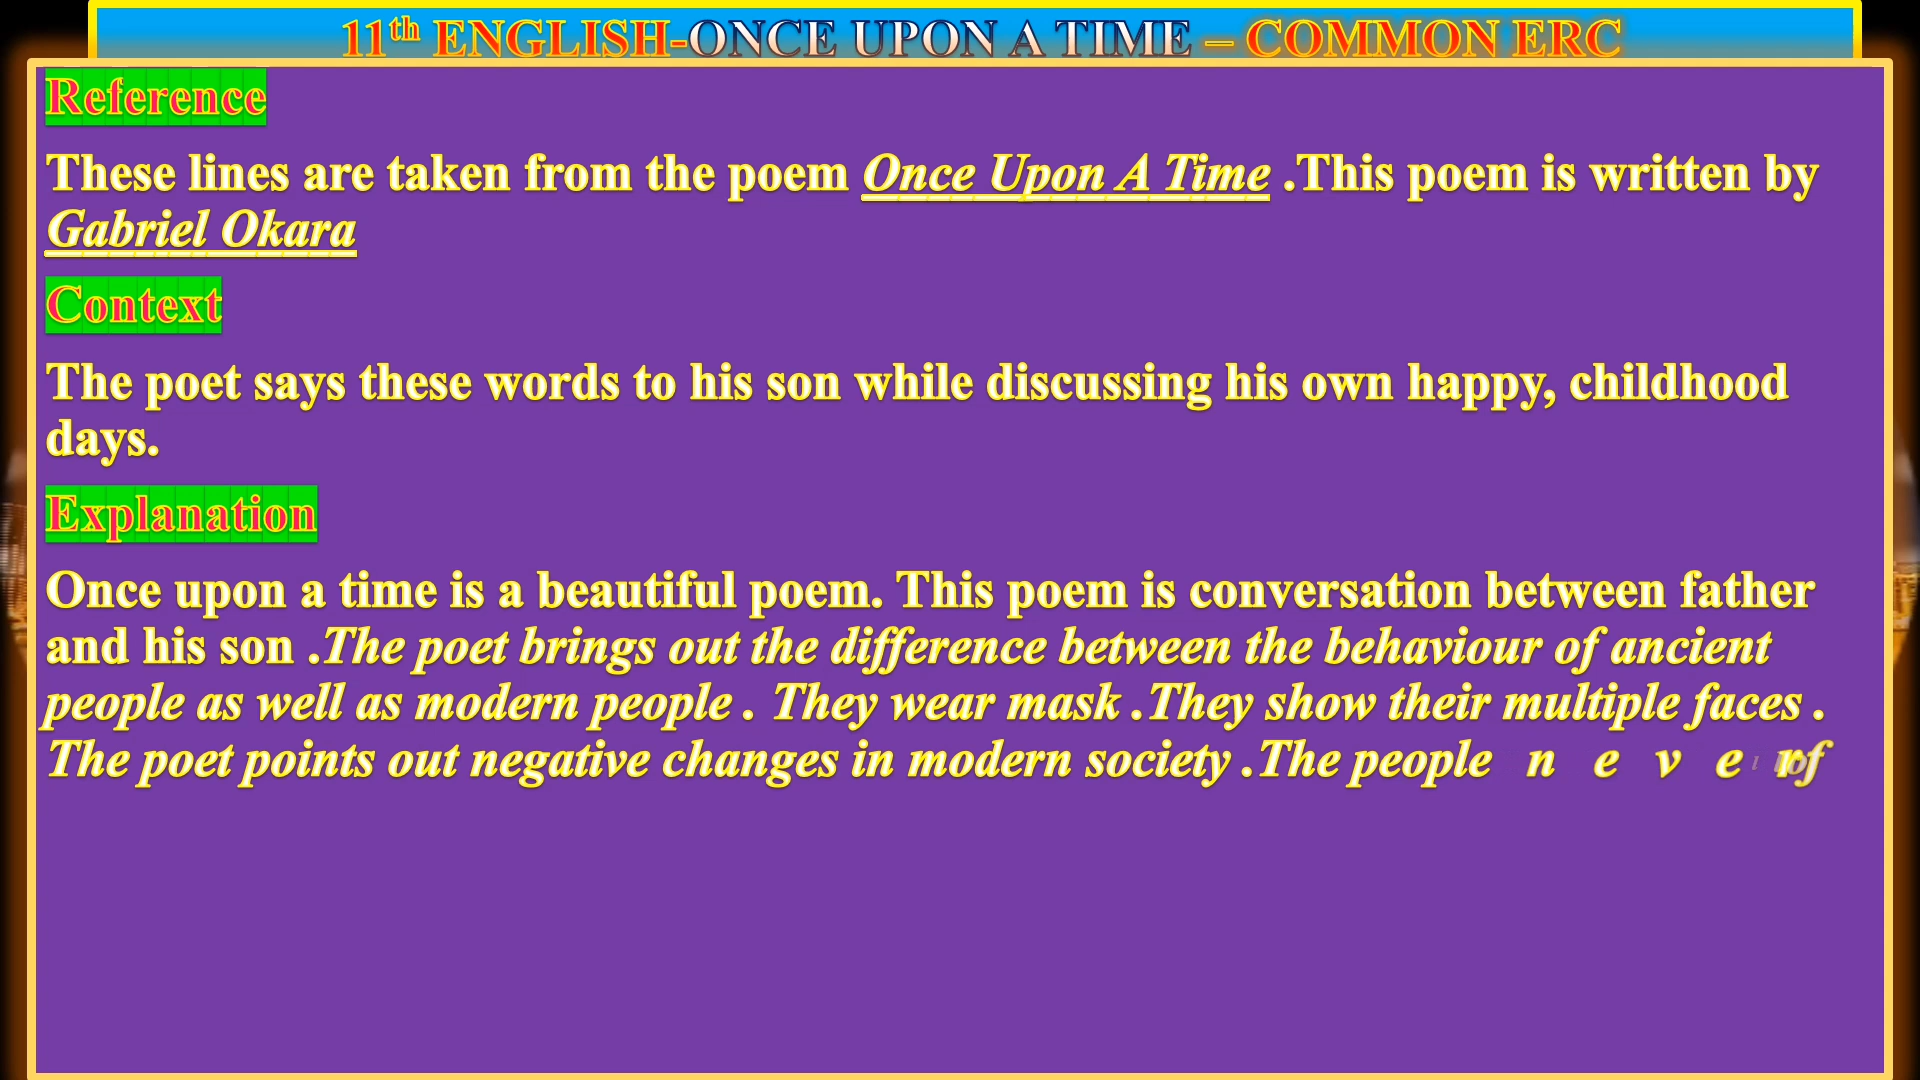 11th ENGLISH-ONCE UPON A TIME – COMMON ERC
Reference
These lines are taken from the poem Once Upon A Time .This poem is written by
Gabriel Okara
Context
The poet says these words to his son while discussing his own happy, childhood
days.
Explanation
Once upon a time is a beautiful poem. This poem is conversation between father
and his son .The poet brings out the difference between the behaviour of ancient
people as well as modern people . They wear mask .They show their multiple faces .
The poet points out negative changes in modern society .The people n e v e r